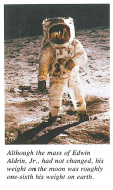 Although the mass of Edwin
Aldrin, Jr., had not changed, his
weight on the moon was roughly
one-sixth his weight on earth.